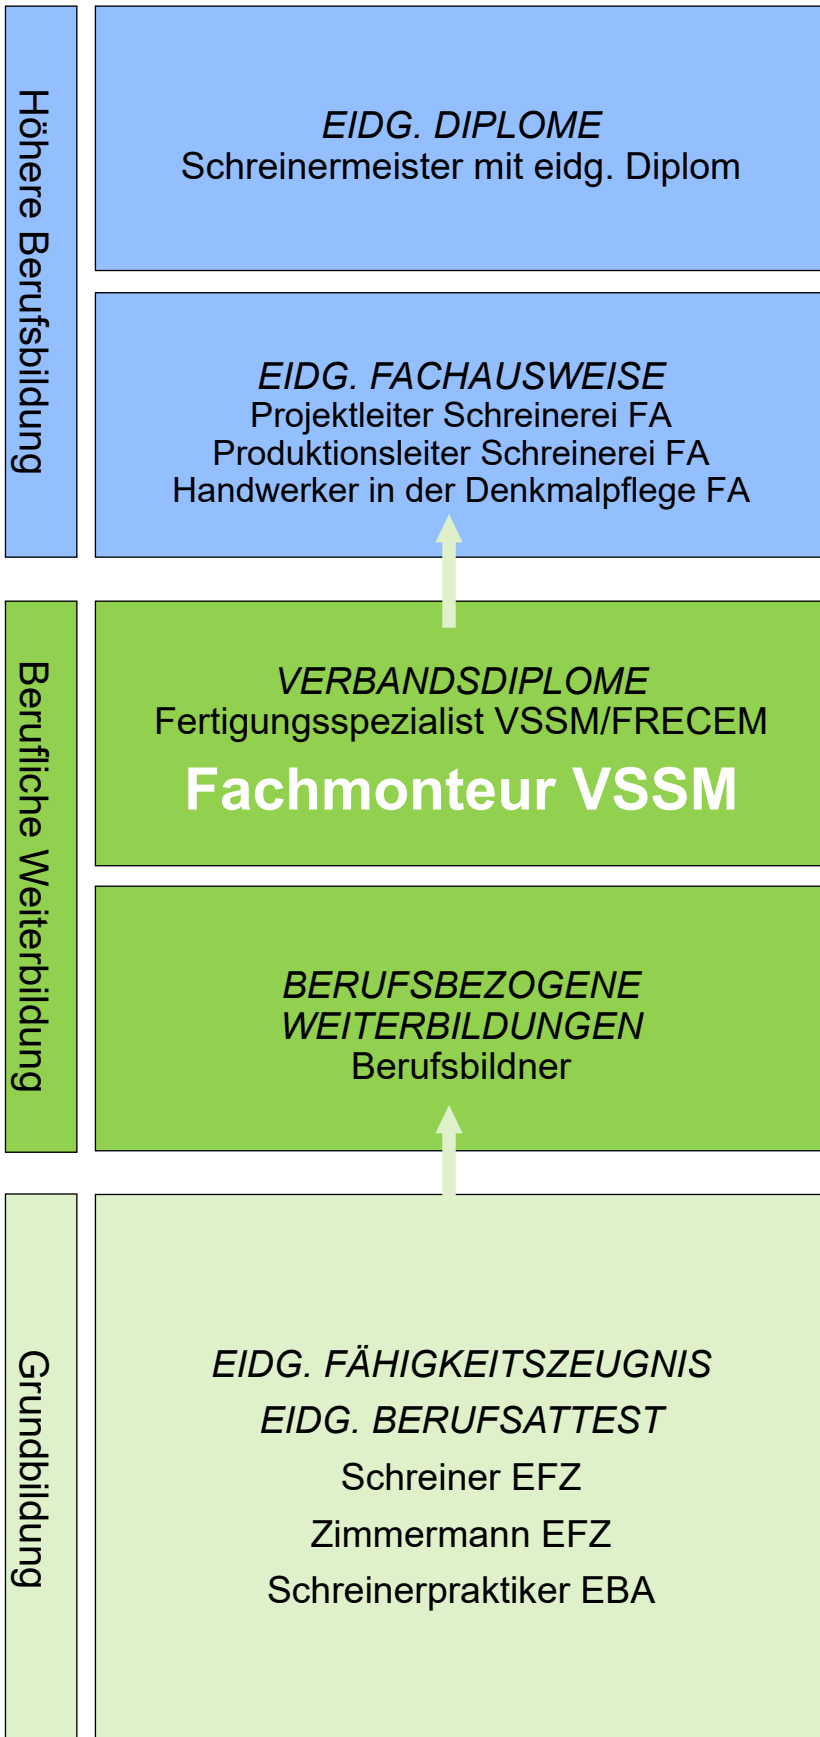 Höhere Berufsbildung
EIDG. DIPLOME
Schreinermeister mit eidg. Diplom
EIDG. FACHAUSWEISE
Projektleiter Schreinerei FA
Produktionsleiter Schreinerei FA
Handwerker in der Denkmalpflege FA
Berufliche Weiterbildung
VERBANDSDIPLOME
Fertigungsspezialist VSSM/FRECEM
Fachmonteur VSSM
BERUFSBEZOGENE
WEITERBILDUNGEN
Berufsbildner
Grundbildung
EIDG. FÄHIGKEITSZEUGNIS
EIDG. BERUFSATTEST
Schreiner EFZ
Zimmermann EFZ
Schreinerpraktiker EBA